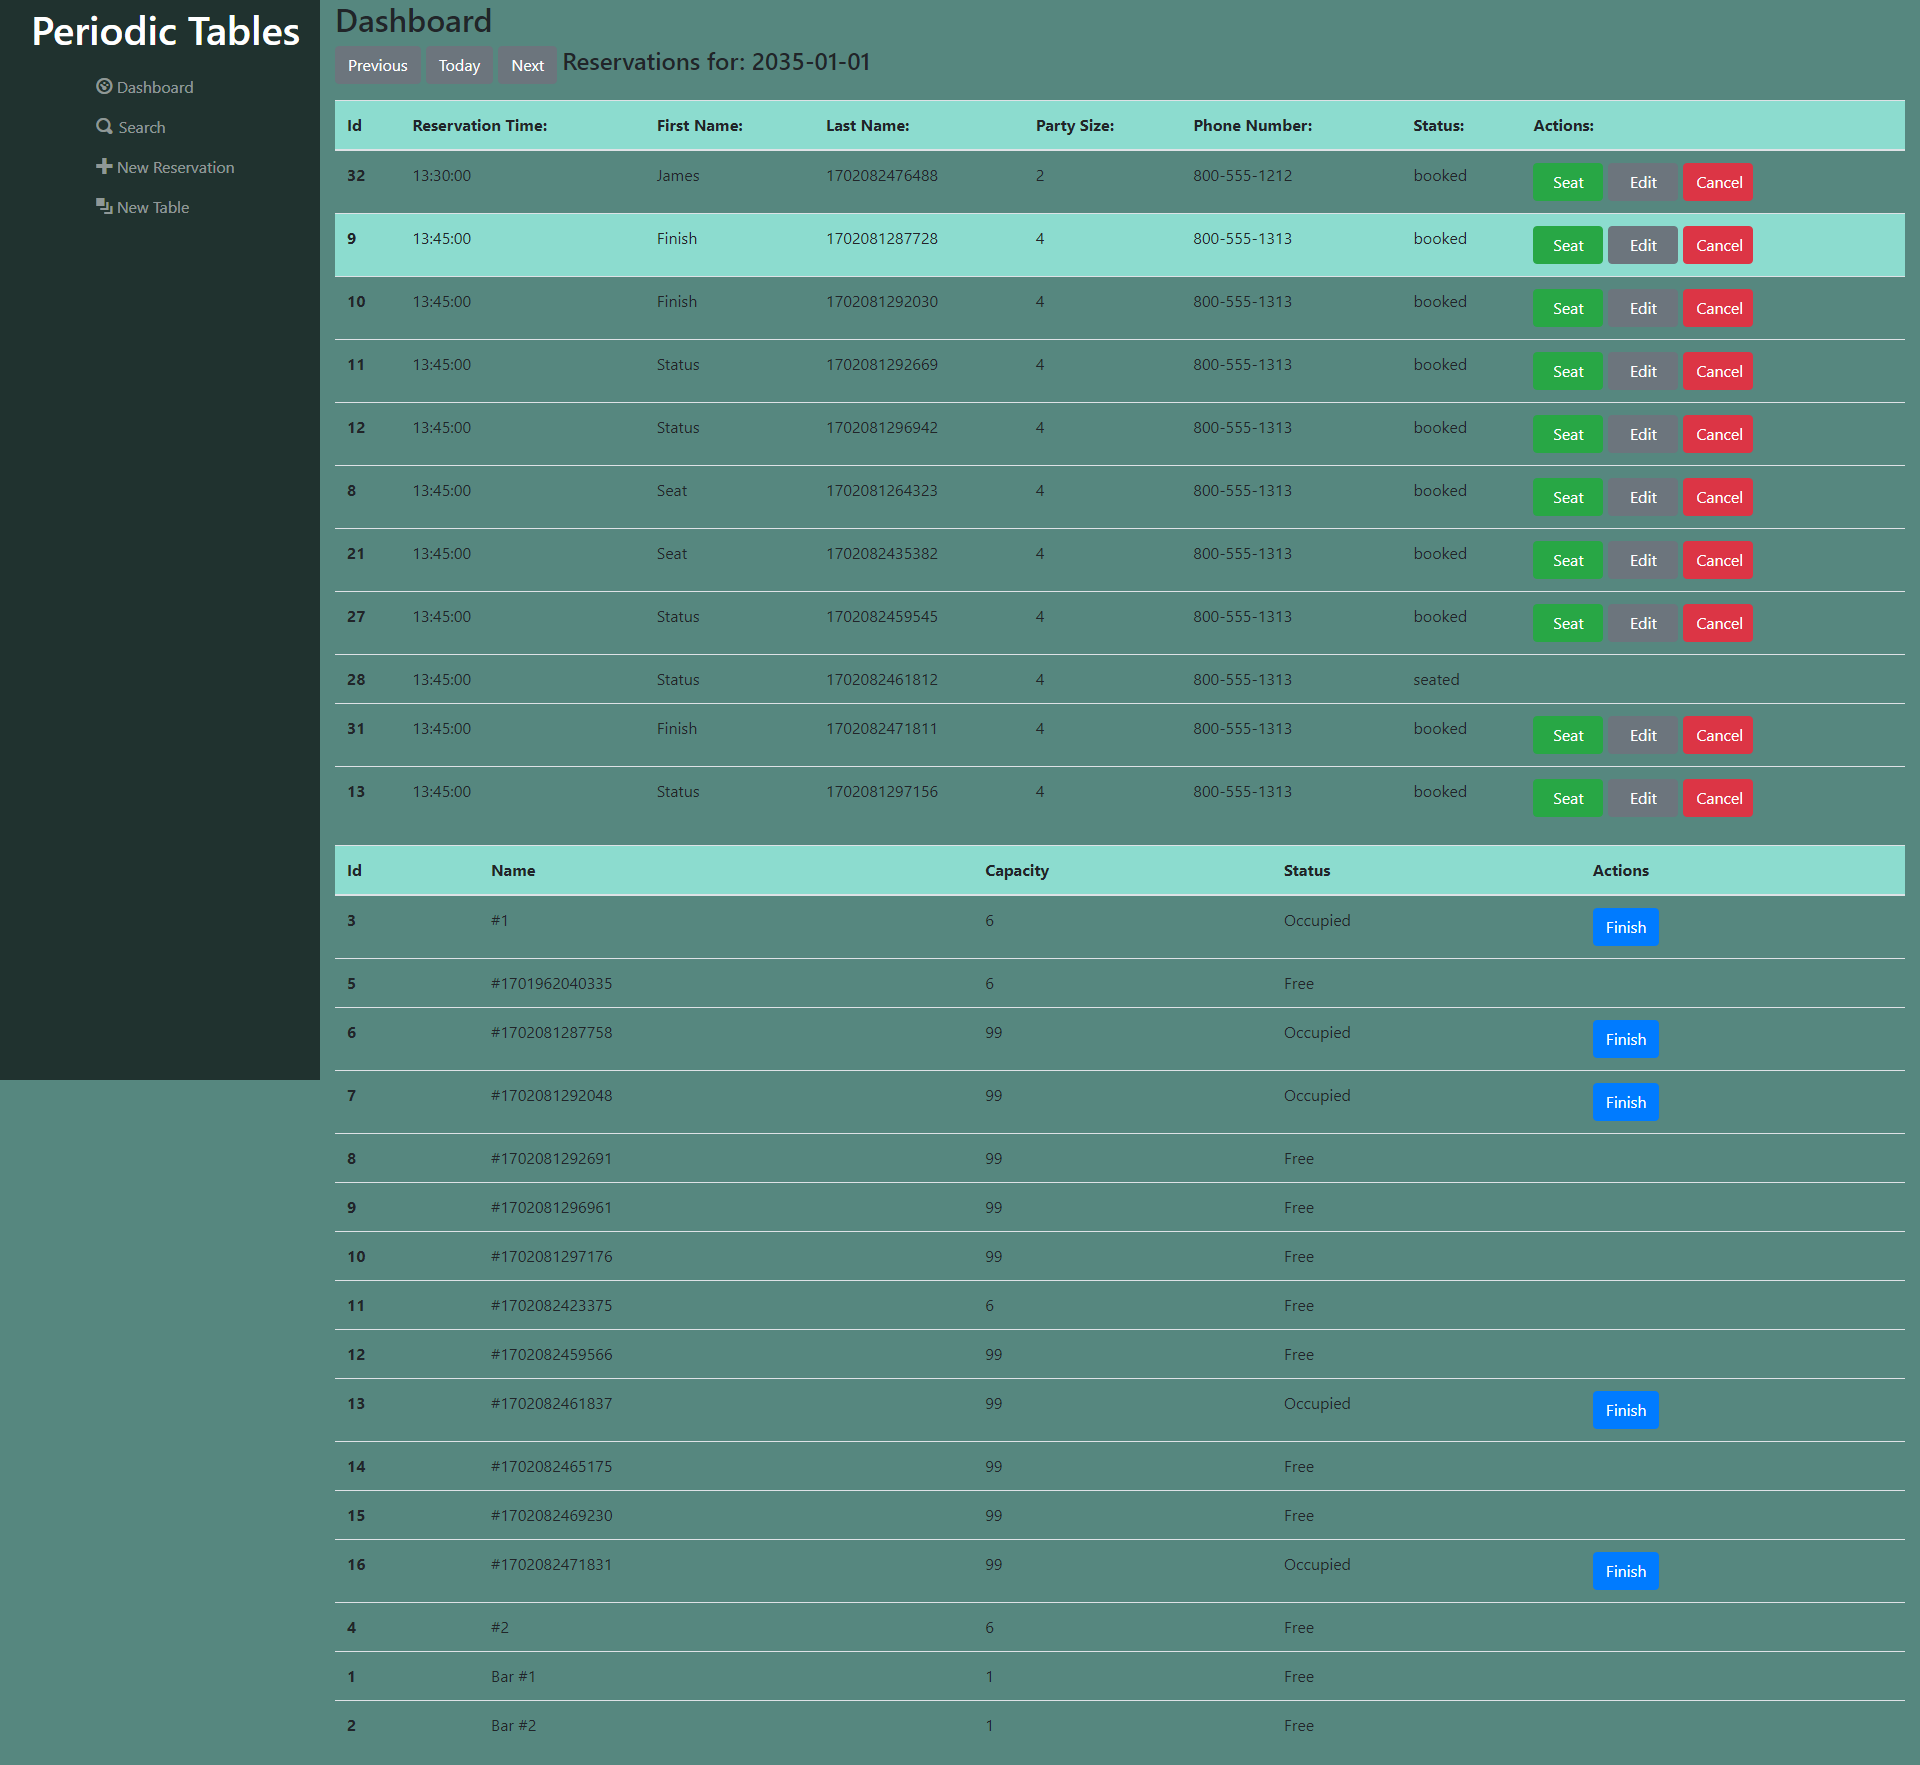 Periodic Tables
Dashboard
Search
New Reservation
New Table
Dashboard
Previous Today Next Reservations for: 2035-01-01
Id Reservation Time: First Name: Last Name: Party Size: Phone Number: Status: Actions:
32 13:30:00 James 1702082476488 2 800-555-1212 booked Seat Edit Cancel
9 13:45:00 Finish 1702081287728 4 800-555-1313 booked Seat Edit Cancel
10 13:45:00 Finish 1702081292030 4 800-555-1313 booked Seat Edit Cancel
11 13:45:00 Status 1702081292669 4 800-555-1313 booked Seat Edit Cancel
12 13:45:00 Status 1702081296942 4 800-555-1313 booked Seat Edit Cancel
8 13:45:00 Seat 1702081264323 4 800-555-1313 booked Seat Edit Cancel
21 13:45:00 Seat 1702082435382 4 800-555-1313 booked Seat Edit Cancel
27 13:45:00 Status 1702082459545 4 800-555-1313 booked Seat Edit Cancel
28 13:45:00 Status 1702082461812 4 800-555-1313 seated
31 13:45:00 Finish 1702082471811 4 800-555-1313 booked Seat Edit Cancel
13 13:45:00 Status 1702081297156 4 800-555-1313 booked Seat Edit Cancel
Id Name Capacity Status Actions
3 #1 6 Occupied Finish
5 #1701962040335 6 Free
6 #1702081287758 99 Occupied Finish
7 #1702081292048 99 Occupied Finish
8 #1702081292691 99 Free
9 #1702081296961 99 Free
10 #1702081297176 99 Free
11 #1702082423375 6 Free
12 #1702082459566 99 Free
13 #1702082461837 99 Occupied Finish
14 #1702082465175 99 Free
15 #1702082469230 99 Free
16 #1702082471831 99 Occupied Finish
4 #2 6 Free
1 Bar #1 1 Free
2 Bar #2 1 Free